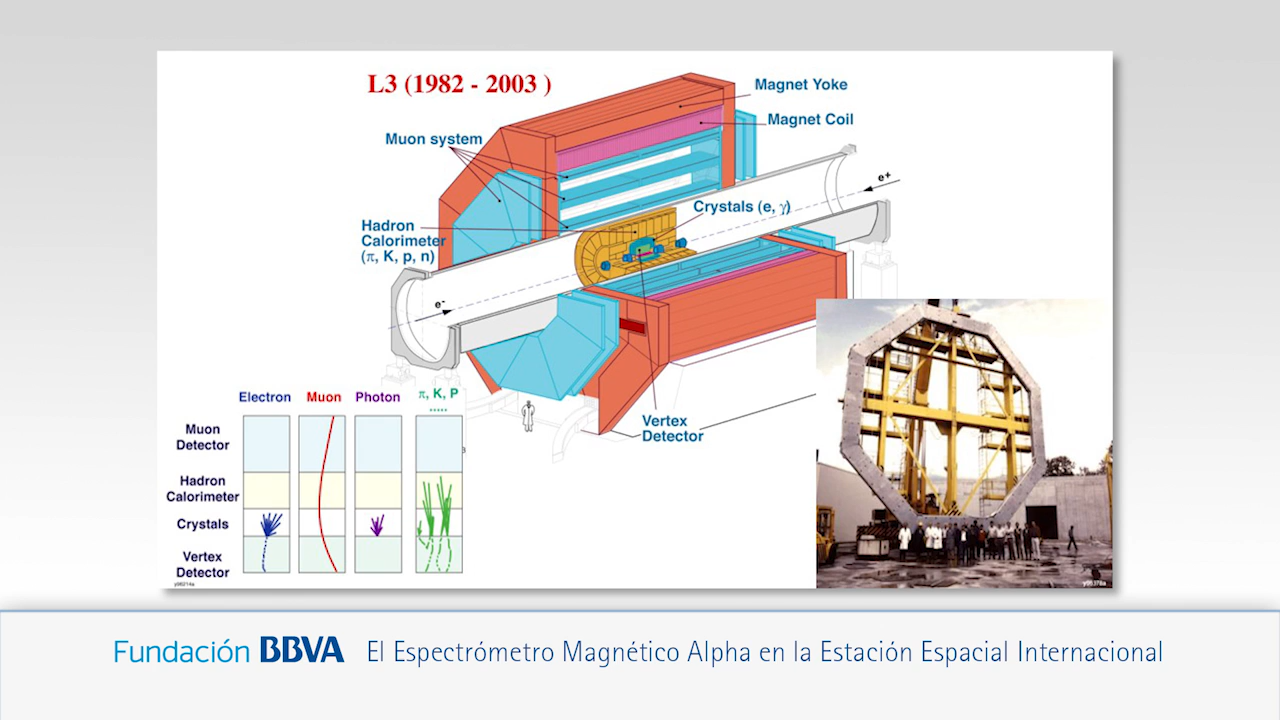 L3 (1982 - 2003 )
Magnet Yoke
Magnet Coil
Muon system
e+
Crystals (e, γ)
Hadron
Calorimeter
(π, K, p, n)
e-
Vertex
Detector
Electron
Muon
Photon
π, K, P
.....
Muon
Detector
Hadron
Calorimeter
Crystals
Vertex
Detector
Fundación BBVA
El Espectrómetro Magnético Alpha en la Estación Espacial Internacional